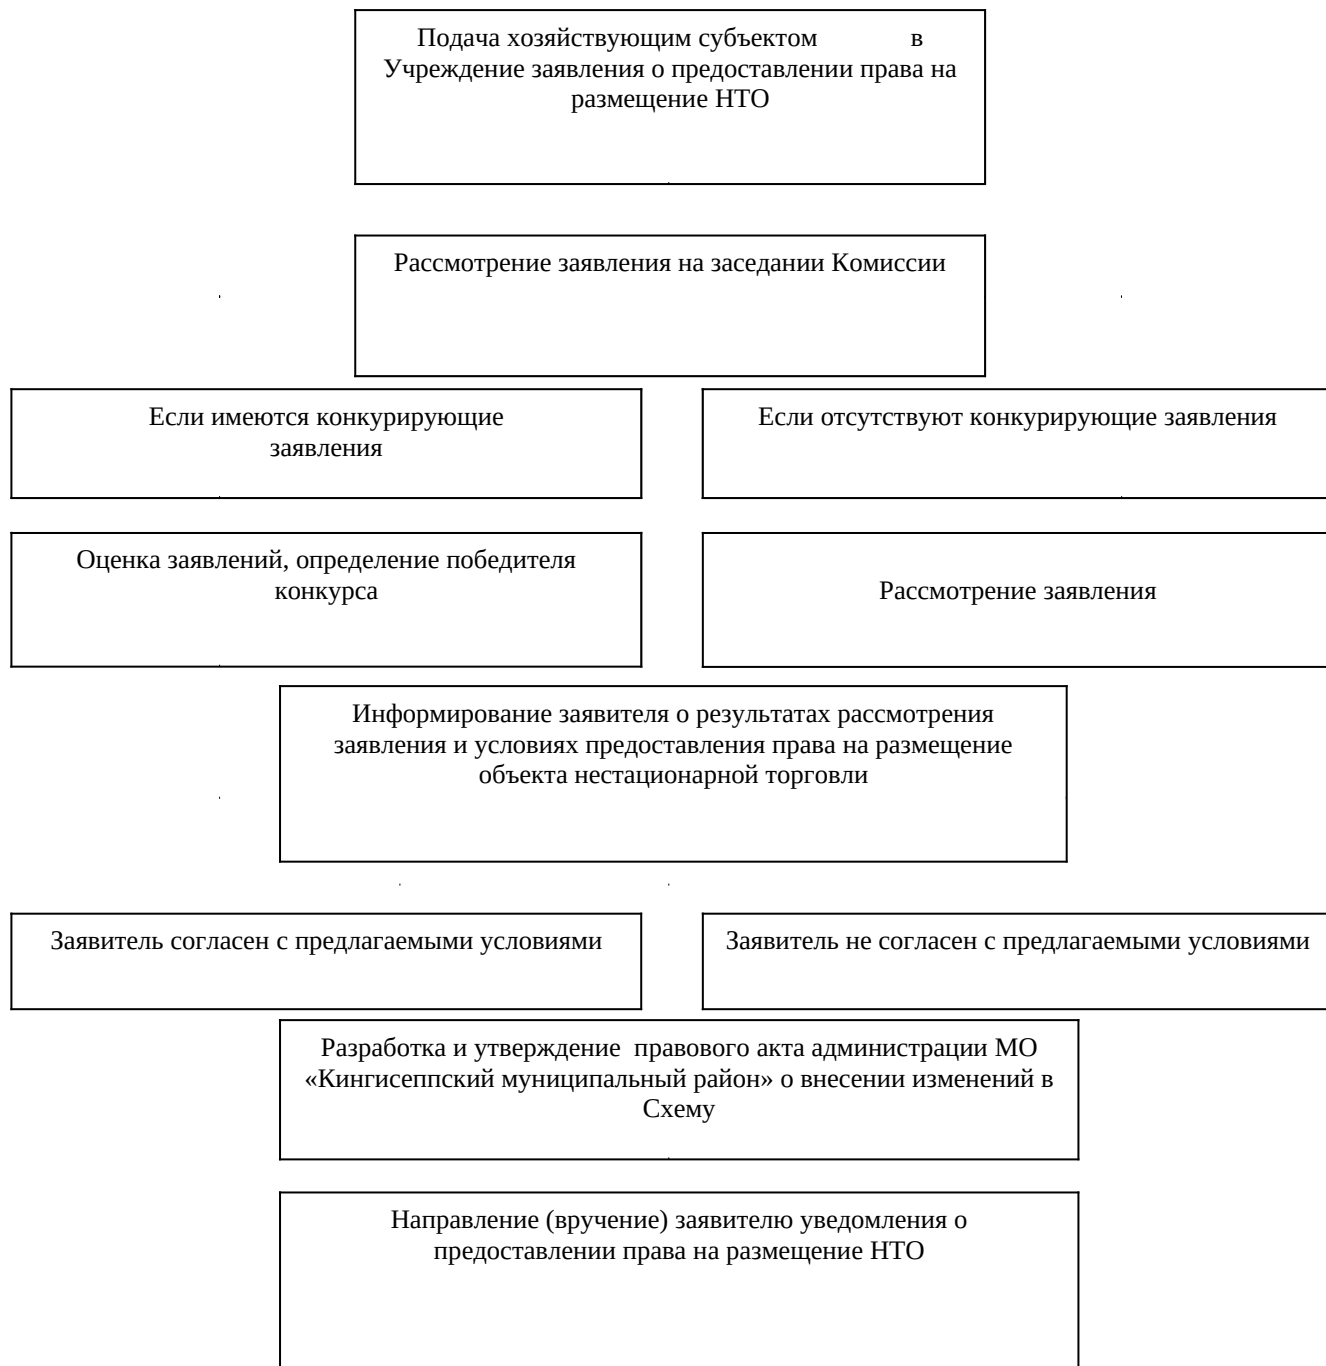 Подача хозяйствующим субъектом в
Учреждение заявления о предоставлении права на
размещение НТО
Рассмотрение заявления на заседании Комиссии
Если имеются конкурирующие
заявления
Если отсутствуют конкурирующие заявления
Оценка заявлений, определение победителя
конкурса
Рассмотрение заявления
Информирование заявителя о результатах рассмотрения
заявления и условиях предоставления права на размещение
объекта нестационарной торговли
Заявитель согласен с предлагаемыми условиями
Заявитель не согласен с предлагаемыми условиями
Разработка и утверждение правового акта администрации МО
«Кингисеппский муниципальный район» о внесении изменений в
Схему
Направление (вручение) заявителю уведомления о
предоставлении права на размещение НТО